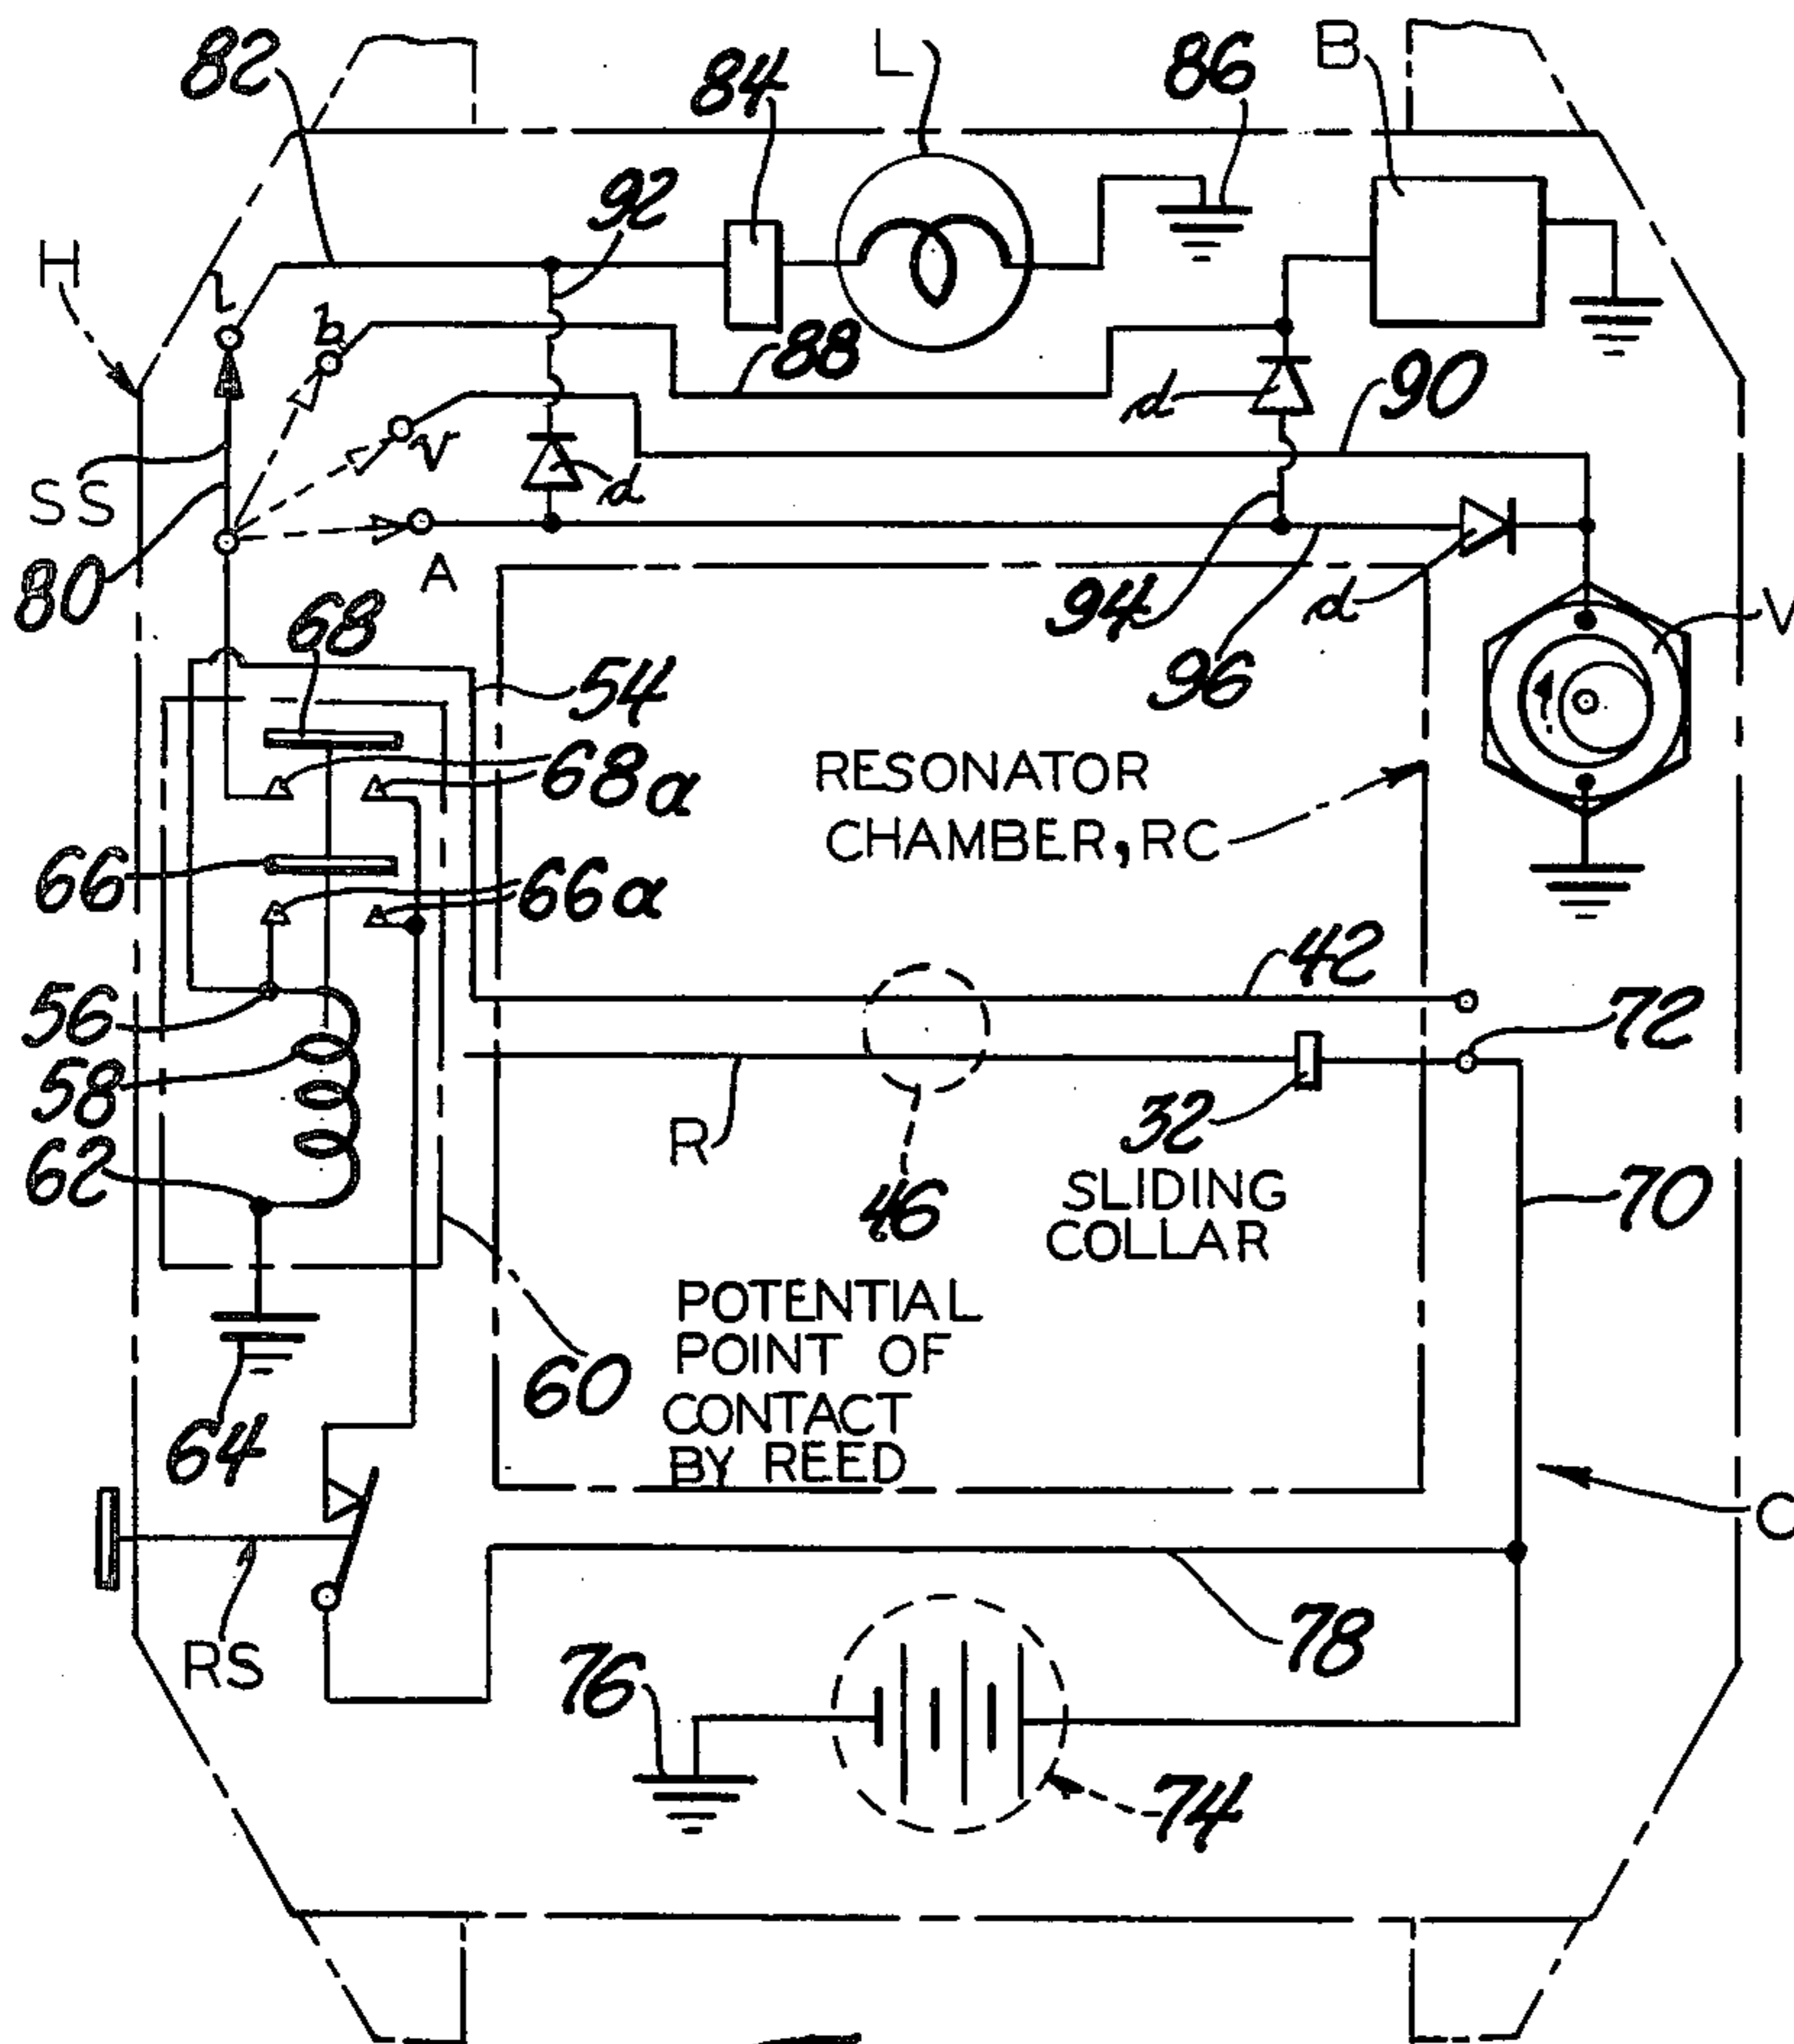 82
84
L
86
B
92
H
l
b
88
d
90
v
d
SS
A
80
94
d
V
68
96
54
RESONATOR
68a
CHAMBER, RC
66
66a
42
56
72
58
32
R
62
46
SLIDING
COLLAR
70
POTENTIAL
POINT OF
60
CONTACT
64
BY REED
C
RS
78
76
74